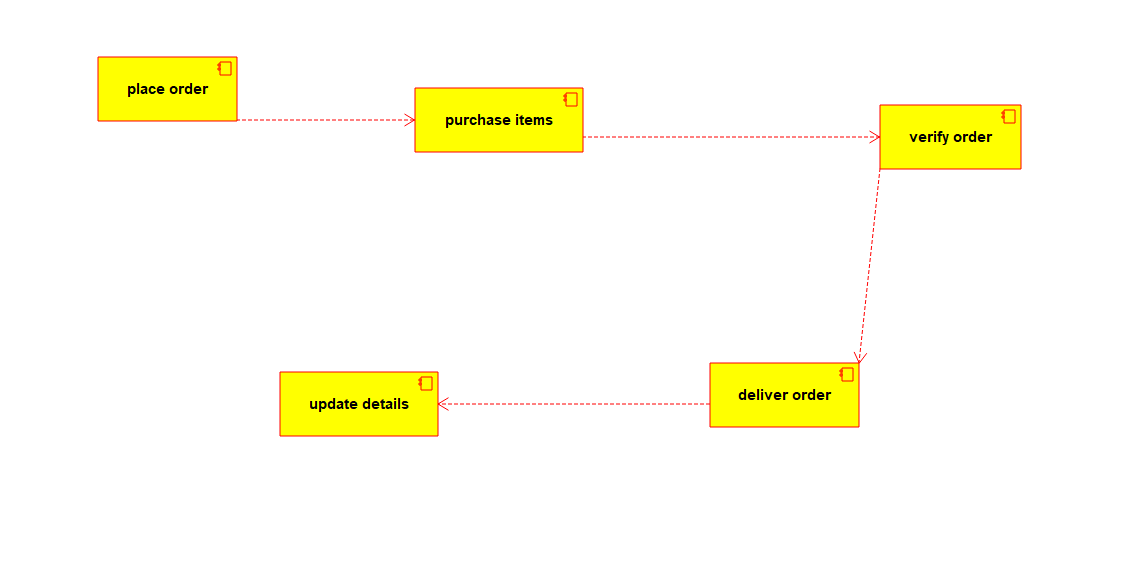 place order
purchase items
verify order
deliver order
update details